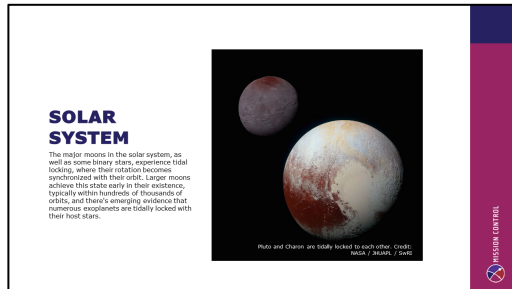 SOLAR
SYSTEM
The major moons in the solar system, as
well as some binary stars, experience tidal
locking, where their rotation becomes
synchronized with their orbit. Larger moons
achieve this state early in their existence,
typically within hundreds of thousands of
orbits, and there's emerging evidence that
numerous exoplanets are tidally locked with
their host stars.
Pluto and Charon are tidally locked to each other. Credit:
NASA / JHUAPL / SwRI
MISSION CONTROL